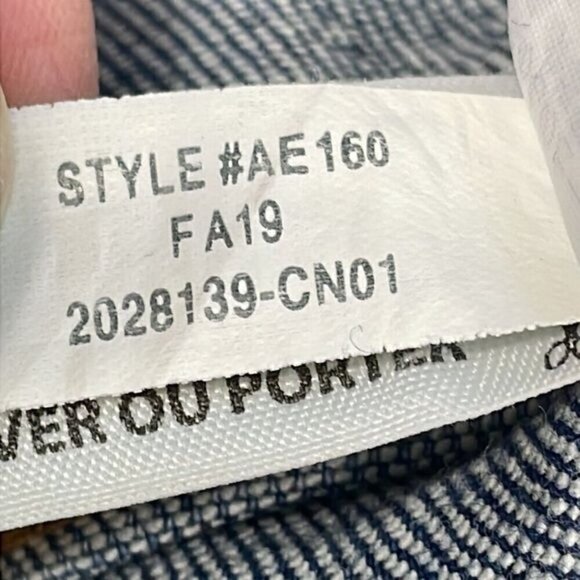 STYLE #AE160
FA19
2028139-CN01
VER OU PORTER